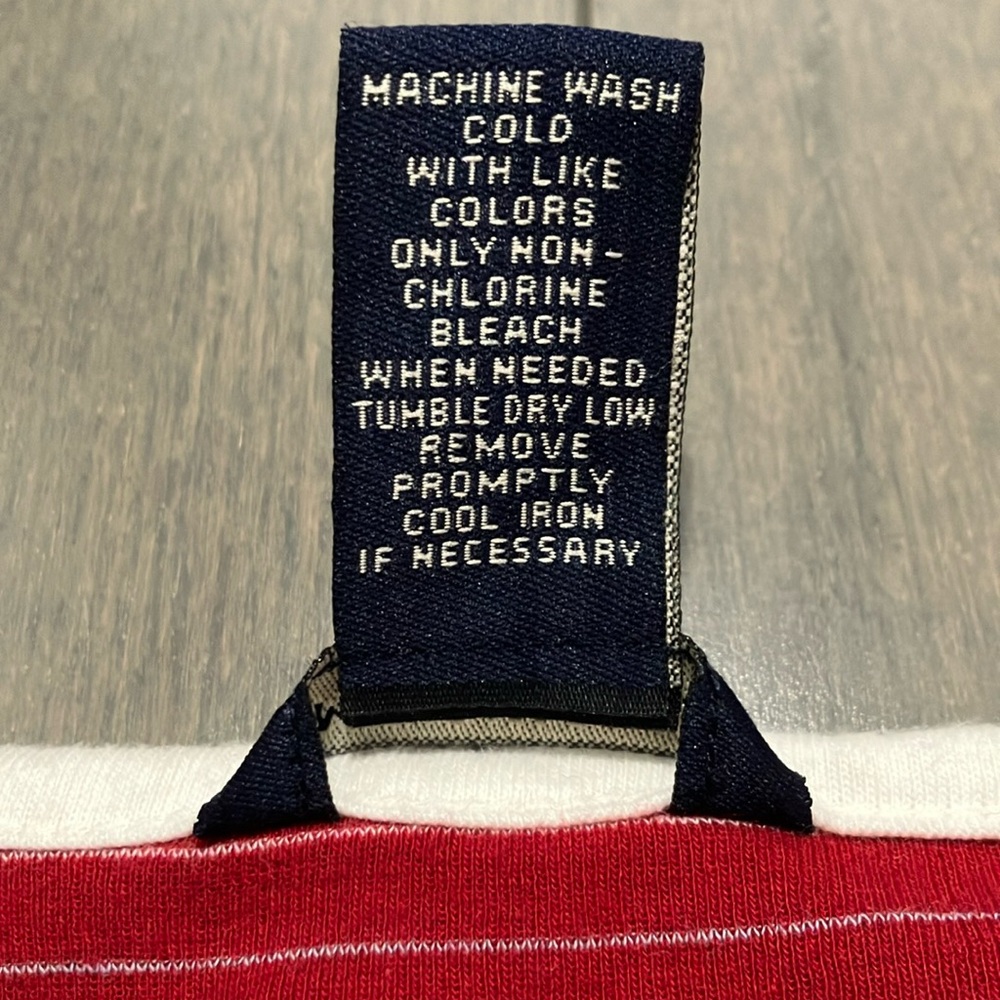 MACHINE WASH
COLD
WITH LIKE
COLORS
ONLY NON-
CHLORINE
BLEACH
WHEN NEEDED
TUMBLE DRY LOW
REMOVE
PROMPTLY
COOL IRON
IF NECESSARY